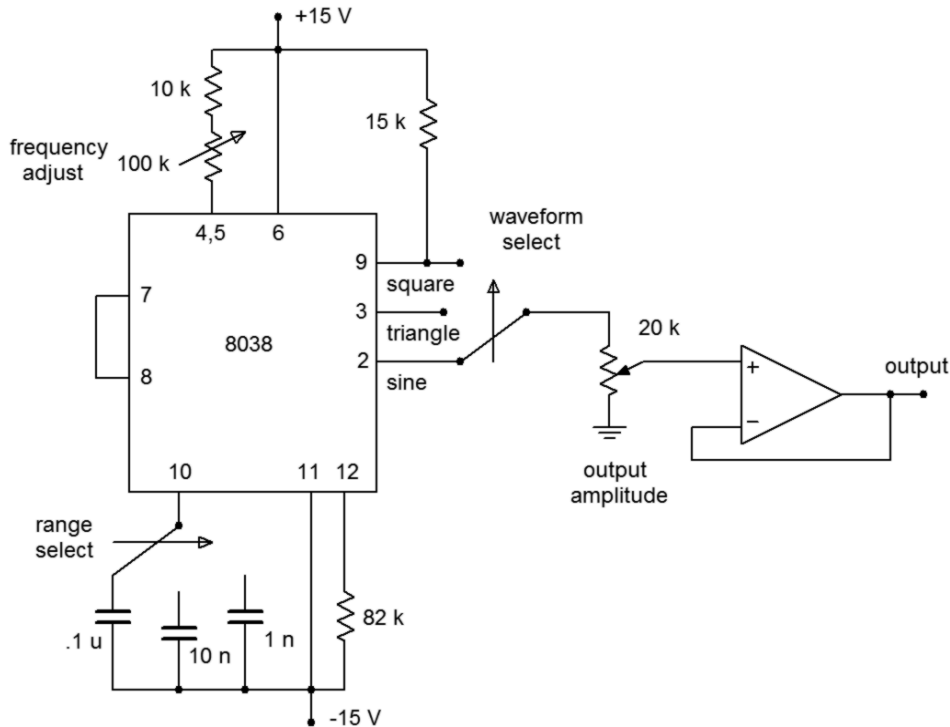 +15 V
10 k
15 k
frequency
adjust
100 k
waveform
select
4,5
6
9
square
7
3
triangle
20 k
8038
output
2
+
8
sine
−
10
11
12
output
amplitude
range
select
.1 u
10 n
1 n
82 k
-15 V